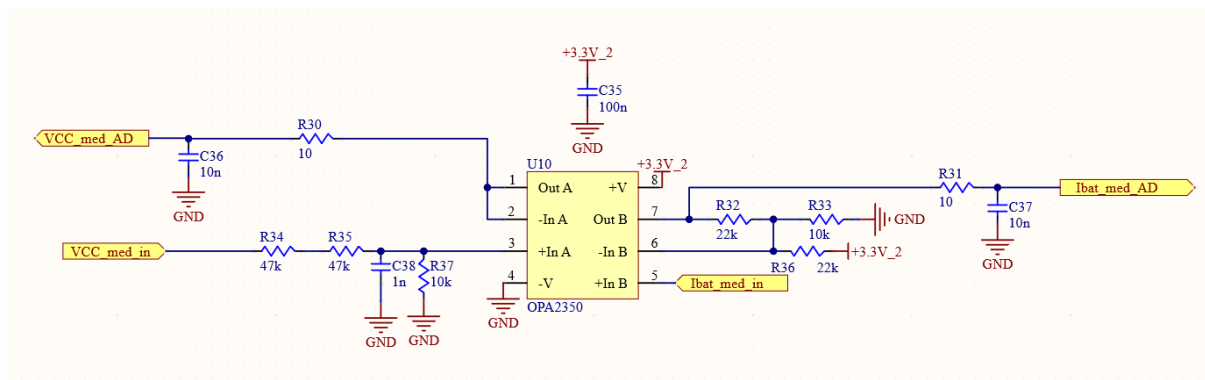 +3.3V_2
C35
100n
GND
VCC_med_AD
R30
10
C36
10n
GND
U10
+3.3V_2
1 Out A +V 8
2 -In A Out B 7
3 +In A -In B 6
4 -V +In B 5
OPA2350
GND
VCC_med_in
R34
47k
R35
47k
C38
1n
R37
10k
GND
GND
R32
22k
R33
10k
GND
R36
22k
+3.3V_2
Ibat_med_in
R31
10
Ibat_med_AD
C37
10n
GND